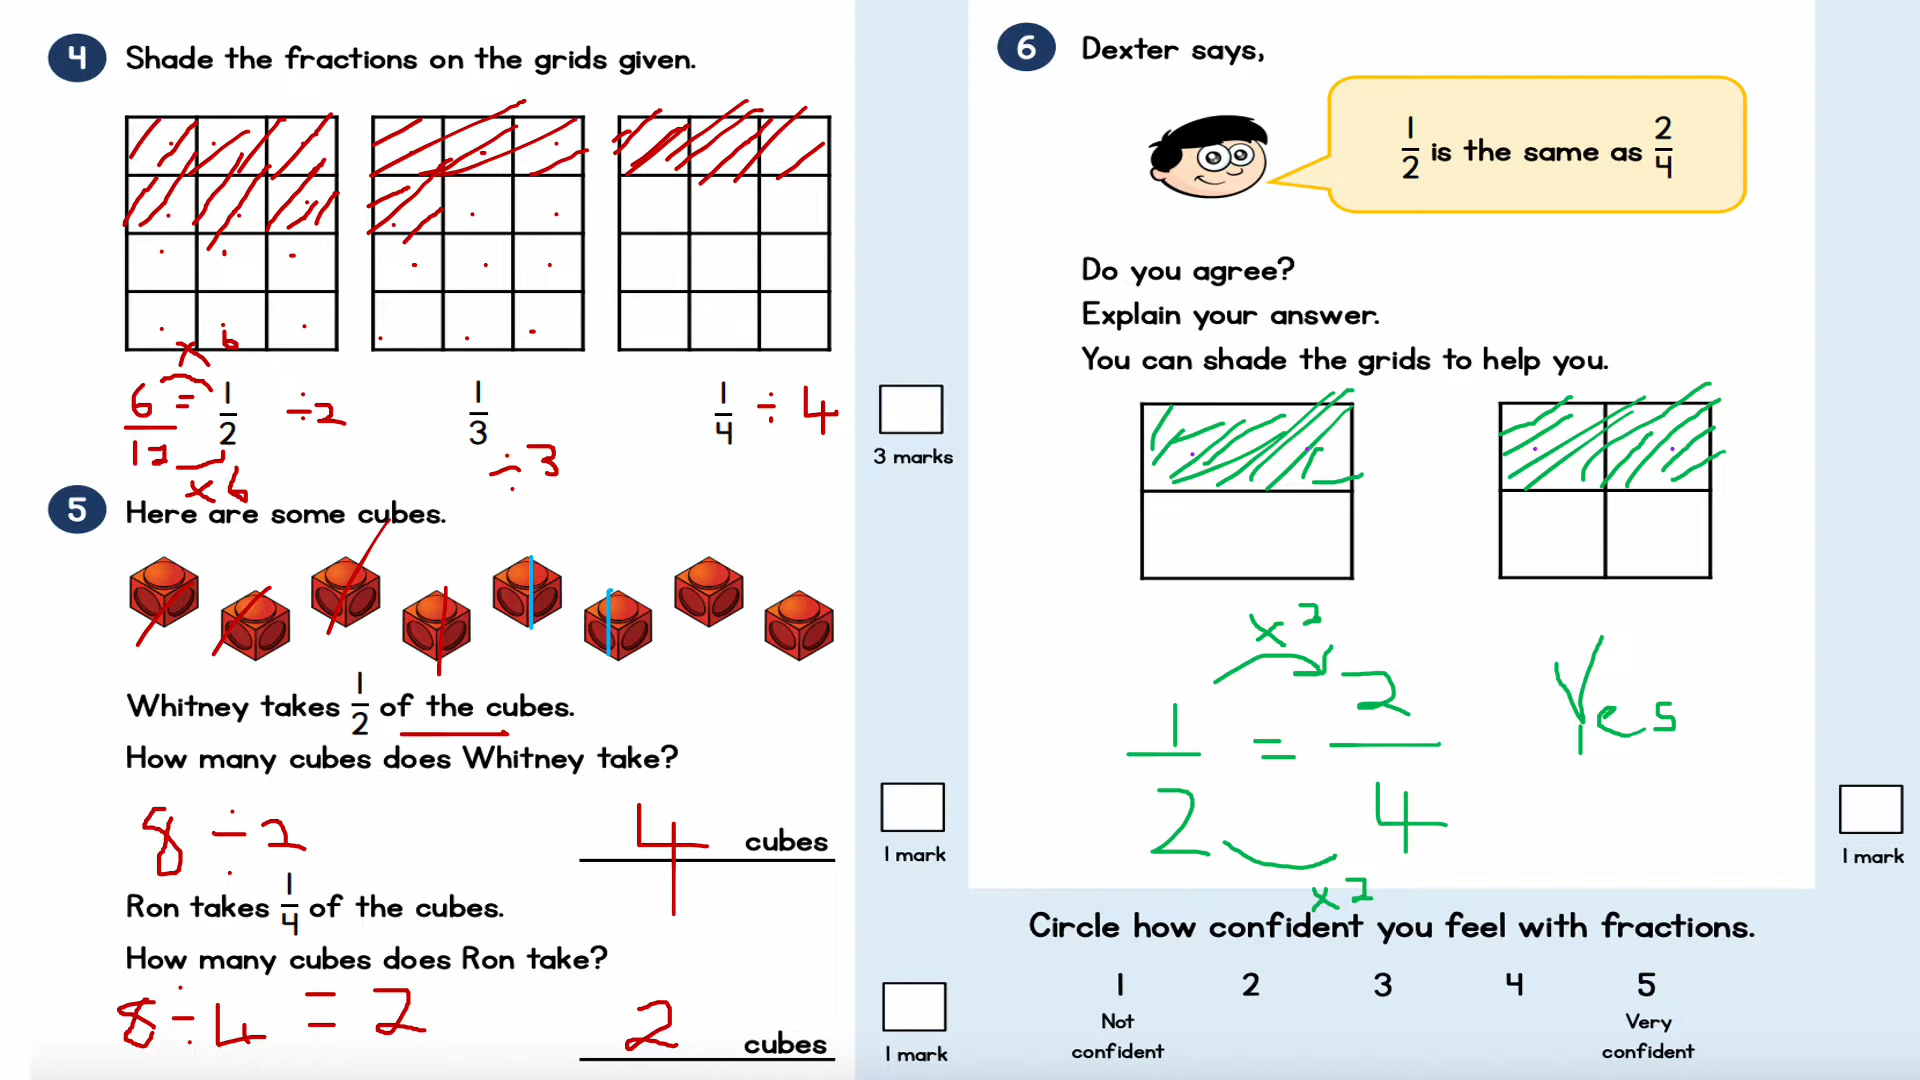 4 Shade the fractions on the grids given.
× 6
6/12 = 1/2 ÷2
× 6
1/3
÷ 3
1/4 ÷ 4
3 marks
5 Here are some cubes.
Whitney takes 1/2 of the cubes.
How many cubes does Whitney take?
8 ÷ 2
4 cubes
1 mark
Ron takes 1/4 of the cubes.
How many cubes does Ron take?
8 ÷ 4 = 2
2 cubes
1 mark
6 Dexter says,
1/2 is the same as 2/4
Do you agree?
Explain your answer.
You can shade the grids to help you.
x 2
1/2 = 2/4
x 2
Yes
1 mark
Circle how confident you feel with fractions.
1 2 3 4 5
Not confident
Very confident